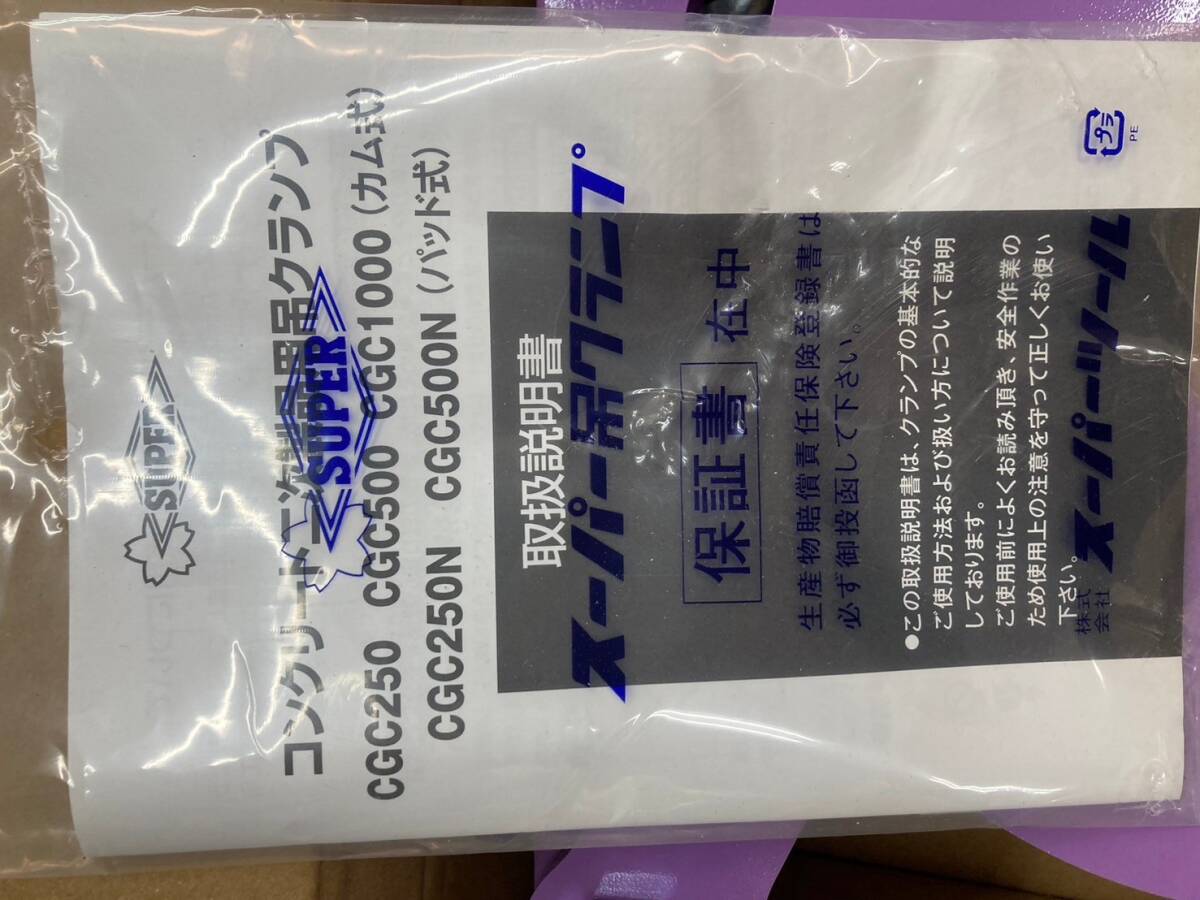 SUPER
コンクリート二次製品用吊クランプ
SUPER
CGC250 CGC500 CGC1000(カム式)
CGC250N CGC500N(パッド式)
取扱説明書
スーパー吊クランプ
保証書 在中
生産物賠償責任保険登録書は
必ず御投函して下さい。
●この取扱説明書は、クランプの基本的な
ご使用方法および扱い方について説明
しております。
ご使用前によくお読み頂き、安全作業の
ため使用上の注意を守って正しくお使い
下さい。
株式会社 スーパーツール
プラ
PE